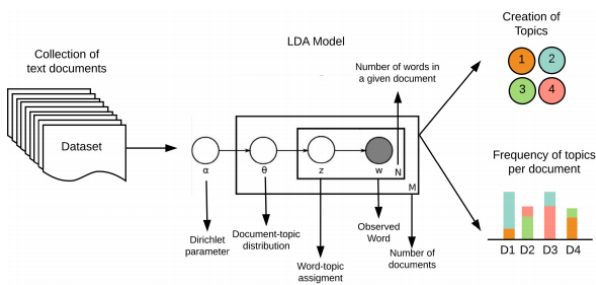 Collection of
text documents
Dataset
LDA Model
Number of words in
a given document
α
θ
z
w
N
M
Dirichlet
parameter
Document-topic
distribution
Word-topic
assigment
Observed
Word
Number of
documents
Creation of
Topics
1
2
3
4
Frequency of topics
per document
D1 D2 D3 D4